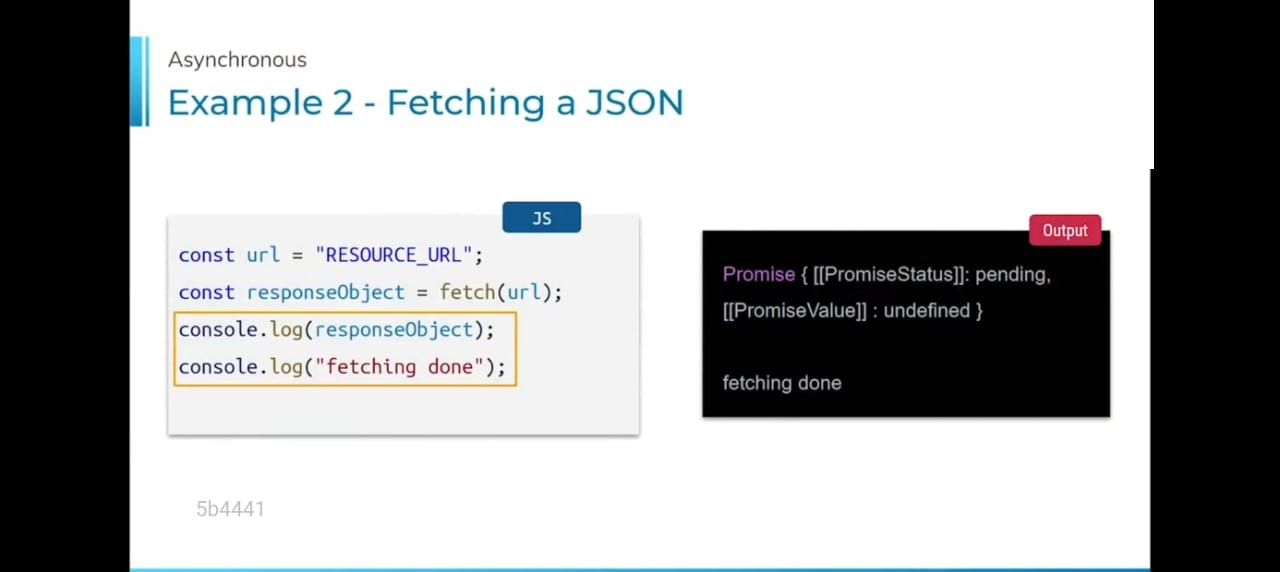 Asynchronous
Example 2 - Fetching a JSON
JS
const url = "RESOURCE_URL";
const responseObject = fetch(url);
console.log(responseObject);
console.log("fetching done");
Output
Promise { [[PromiseStatus]]: pending,
[[PromiseValue]] : undefined }
fetching done
5b4441